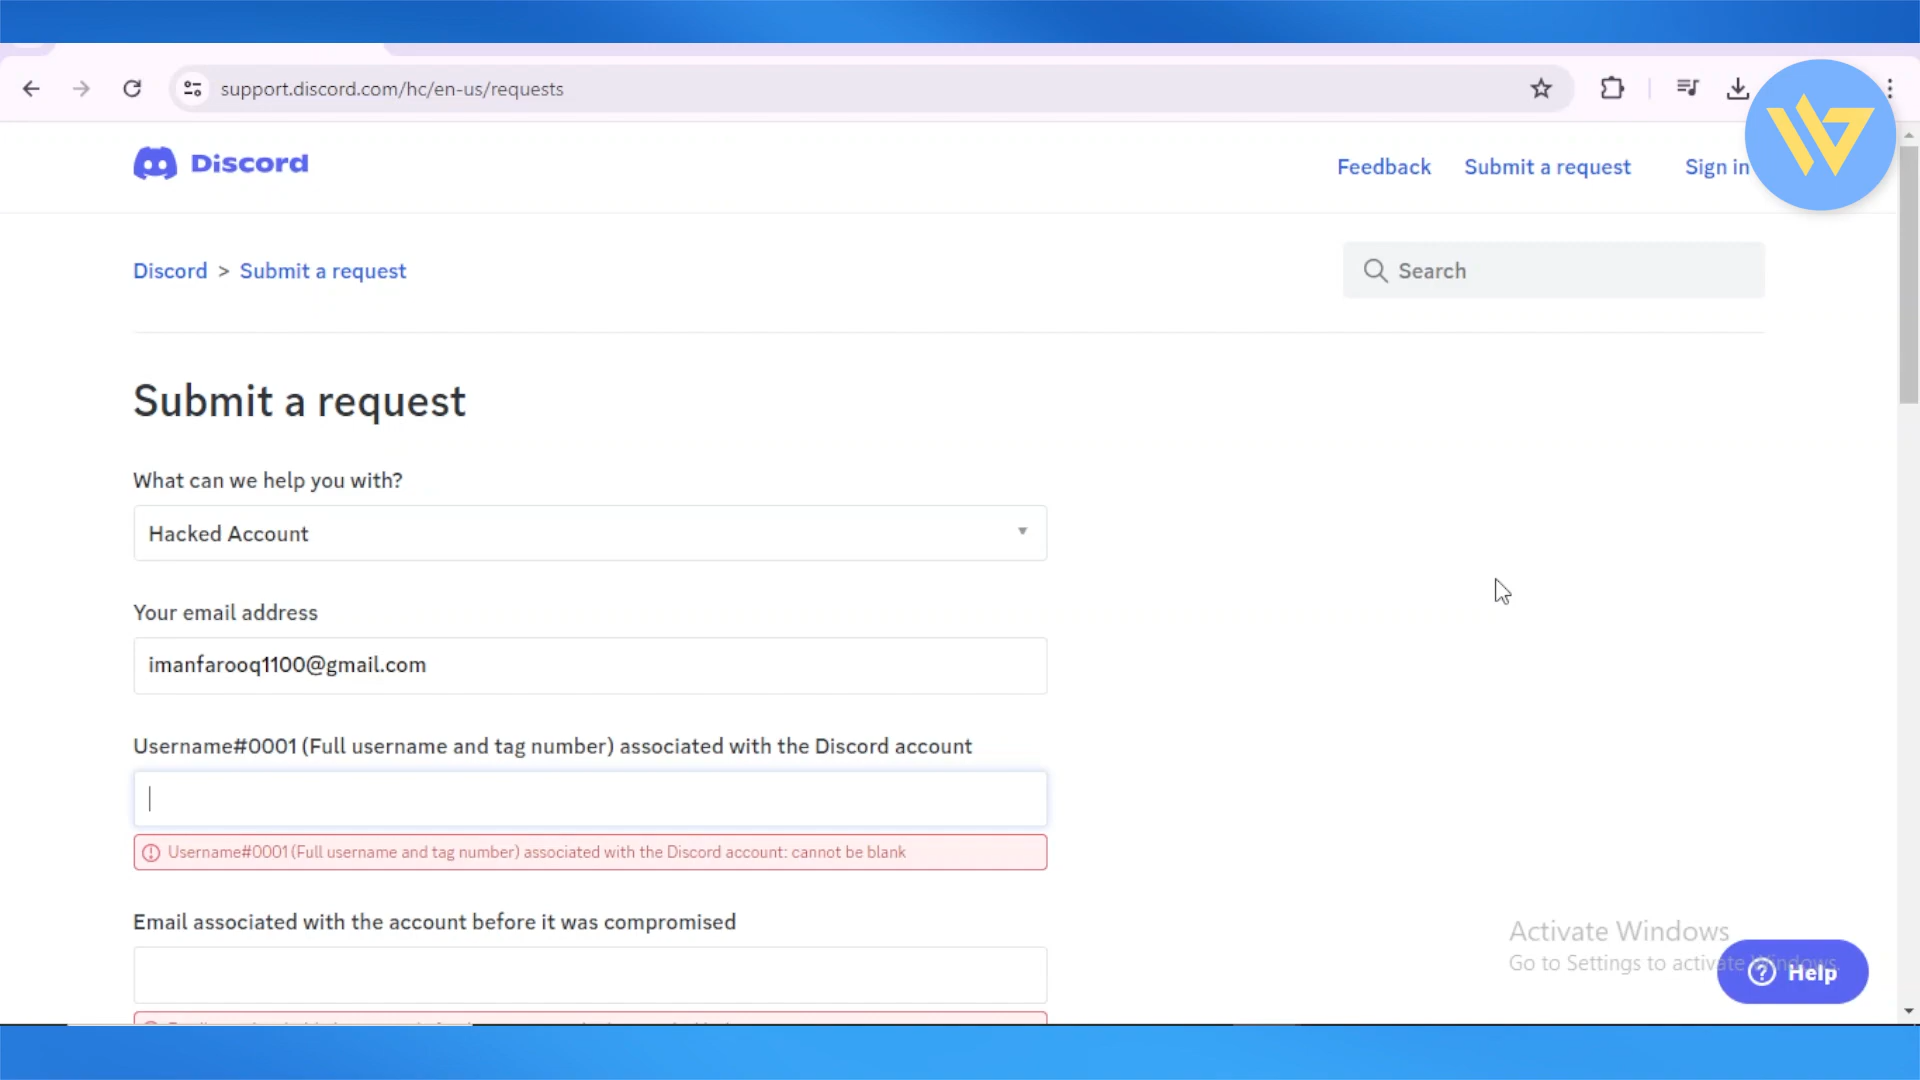 support.discord.com/hc/en-us/requests
Discord
Feedback
Submit a request
Sign in
Discord > Submit a request
Search
Submit a request
What can we help you with?
Hacked Account
Your email address
imanfarooq1100@gmail.com
Username#0001 (Full username and tag number) associated with the Discord account
Username#0001 (Full username and tag number) associated with the Discord account: cannot be blank
Email associated with the account before it was compromised
Activate Windows
Go to Settings to activate Windows.
Help